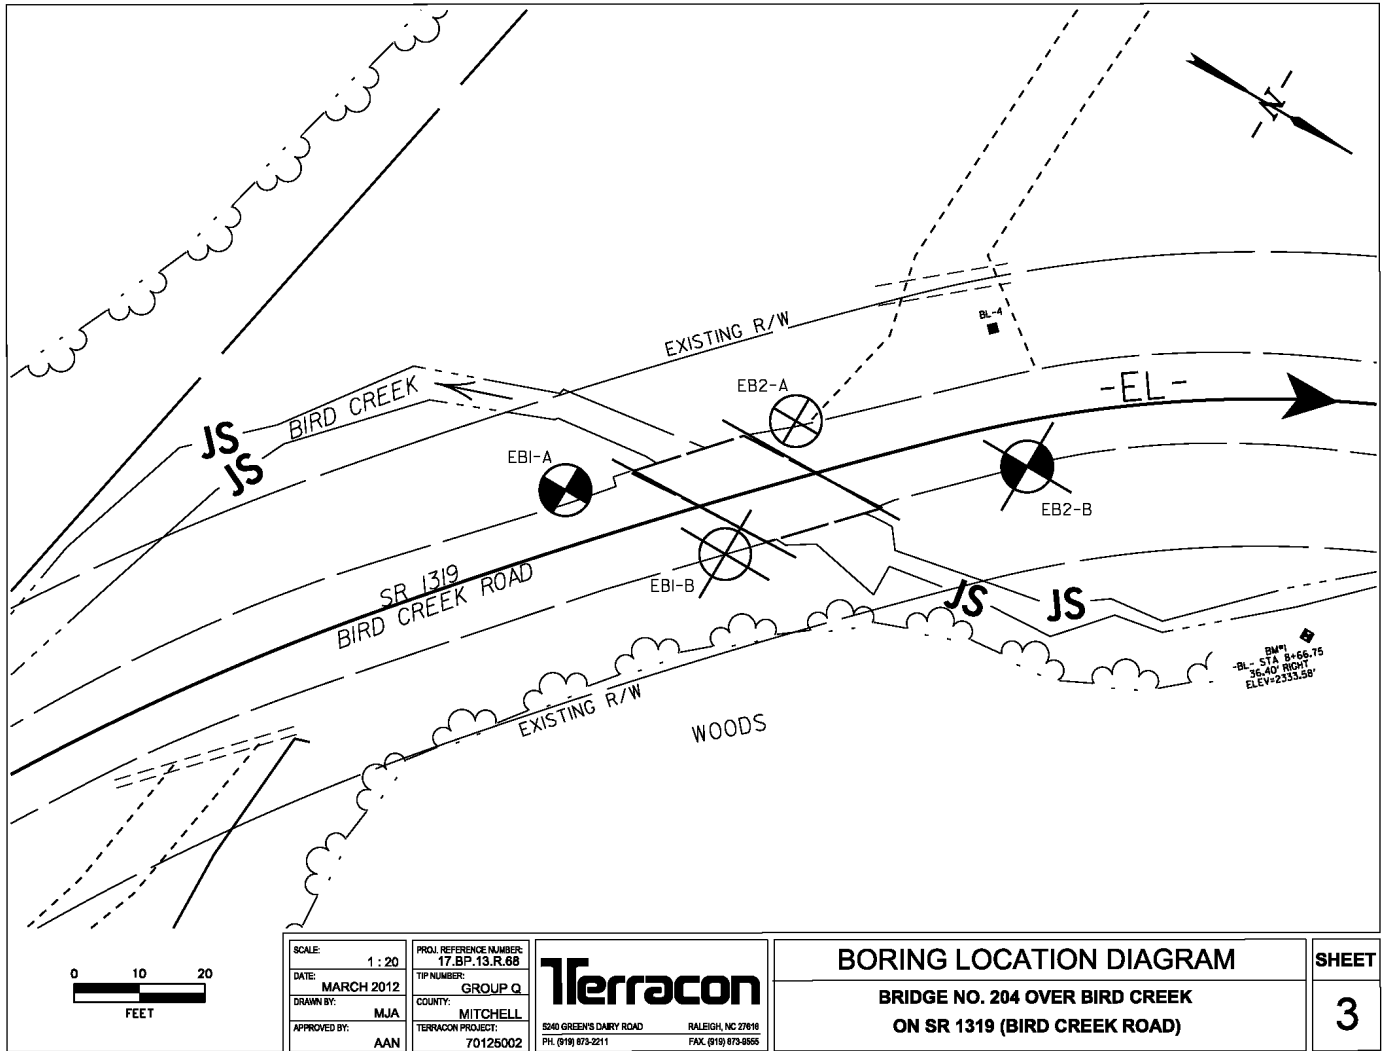 -N-
BL-4
EXISTING R/W
EB2-A
-EL-
BIRD CREEK
JS
JS
EB1-A
EB2-B
EB1-B
SR 1319
BIRD CREEK ROAD
JS
JS
BM#1
-BL- STA 8+66.75
36.40' RIGHT
ELEV=2333.58'
EXISTING R/W
WOODS
0 10 20
FEET
SCALE:
1 : 20
DATE:
MARCH 2012
DRAWN BY:
MJA
APPROVED BY:
AAN
PROJ. REFERENCE NUMBER:
17.BP.13.R.68
TIP NUMBER:
GROUP Q
COUNTY:
MITCHELL
TERRACON PROJECT:
70125002
Terracon
5240 GREEN'S DAIRY ROAD RALEIGH, NC 27616
PH. (919) 873-2211 FAX. (919) 873-9555
BORING LOCATION DIAGRAM
BRIDGE NO. 204 OVER BIRD CREEK
ON SR 1319 (BIRD CREEK ROAD)
SHEET
3